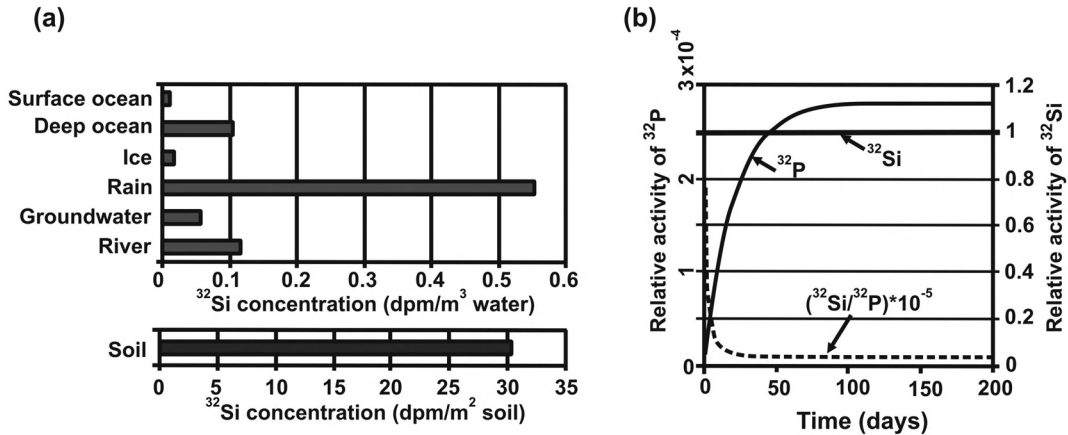 (a)
Surface ocean
Deep ocean
Ice
Rain
Groundwater
River
0 0.1 0.2 0.3 0.4 0.5 0.6
³²Si concentration (dpm/m³ water)
Soil
0 5 10 15 20 25 30 35
³²Si concentration (dpm/m² soil)
(b)
Relative activity of ³²P
3x10⁻⁴
2
1
0
³²P
³²Si
(³²Si/³²P)*10⁻⁵
1.2
1
0.8
0.6
0.4
0.2
0
Relative activity of ³²Si
0 50 100 150 200
Time (days)